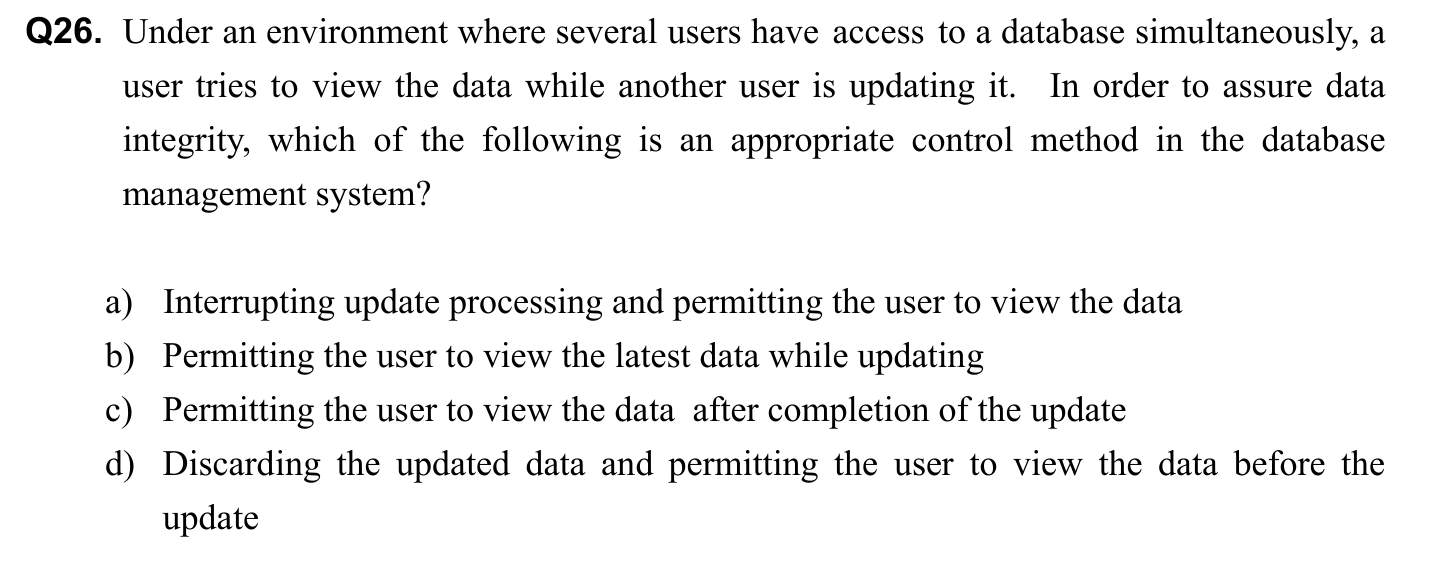 Q26. Under an environment where several users have access to a database simultaneously, a
user tries to view the data while another user is updating it. In order to assure data
integrity, which of the following is an appropriate control method in the database
management system?
a) Interrupting update processing and permitting the user to view the data
b) Permitting the user to view the latest data while updating
c) Permitting the user to view the data after completion of the update
d) Discarding the updated data and permitting the user to view the data before the
update